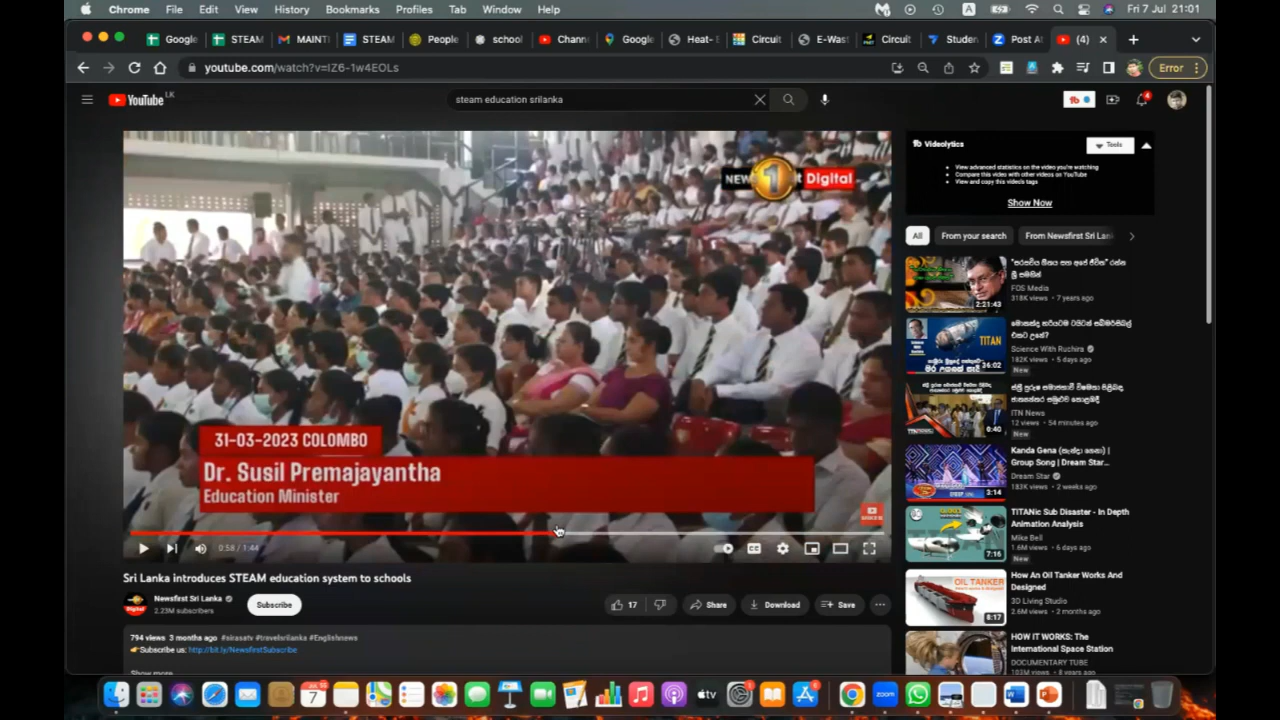 Chrome File Edit View History Bookmarks Profiles Tab Window Help Fri 7 Jul 21:01
Google STEAM MAINTI STEAM People school Chann Google Heat- E Circuit E-Wast Circuit Studen Post At (4)
youtube.com/watch?v=IZ6-1w4EOLs Error
YouTube LK steam education srilanka
NEW 1 t Digital
31-03-2023 COLOMBO
Dr. Susil Premajayantha
Education Minister
0:58 / 1:44
Sri Lanka introduces STEAM education system to schools
Newsfirst Sri Lanka
2.23M subscribers
Subscribe
17 Share Download Save
794 views 3 months ago #sirasatv #travelsrilanka #Englishnews
Subscribe us: http://bit.ly/NewsfirstSubscribe
Show more
Videolytics Tools
View advanced statistics on the video you're watching
Compare this video with other videos on YouTube
View and copy this video's tags
Show Now
All From your search From Newsfirst Sri Lan
FOS Media
318K views • 7 years ago
2:21:43
TITAN
Science With Ruchira
182K views • 5 days ago
New
36:02
ITN News
12 views • 54 minutes ago
New
0:40
Kanda Gena (කන්දා ගෙනා) |
Group Song | Dream Star...
Dream Star
183K views • 2 weeks ago
3:14
TITANic Sub Disaster - In Depth
Animation Analysis
Mike Bell
1.6M views • 6 days ago
New
7:16
How An Oil Tanker Works And
Designed
3D Living Studio
2.6M views • 2 months ago
OIL TANKER
8:17
HOW IT WORKS: The
International Space Station
DOCUMENTARY TUBE